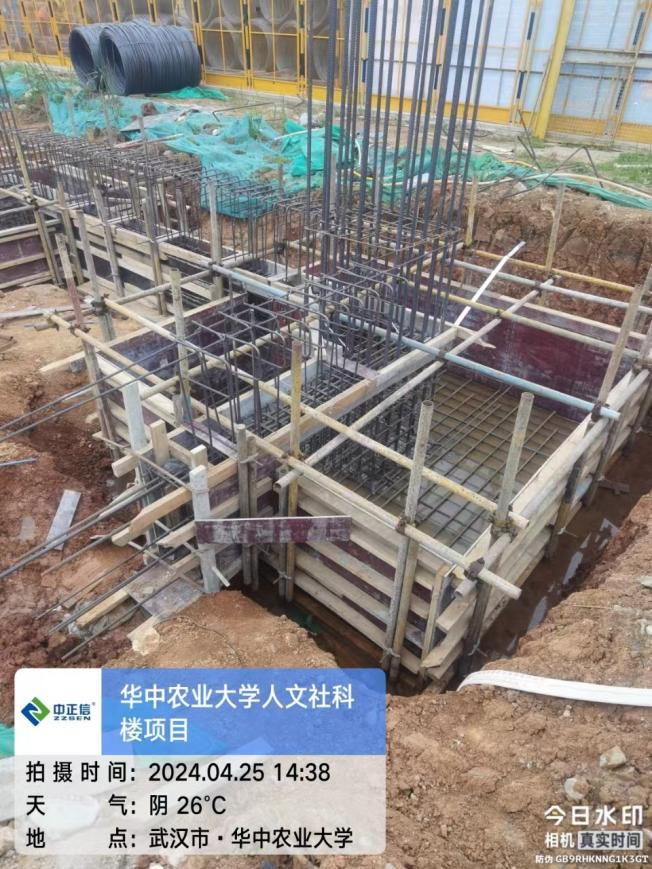 中正信®
ZZSEN
华中农业大学人文社科
楼项目
拍摄时间：2024.04.25 14:38
天气：阴 26℃
地点：武汉市·华中农业大学
今日水印
相机 真实时间
防伪 GB9RHKNNG1K3GT